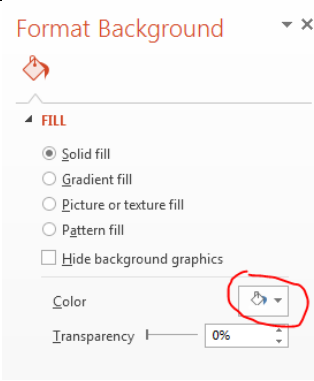 Format Background
FILL
Solid fill
Gradient fill
Picture or texture fill
Pattern fill
Hide background graphics
Color
Transparency 0%